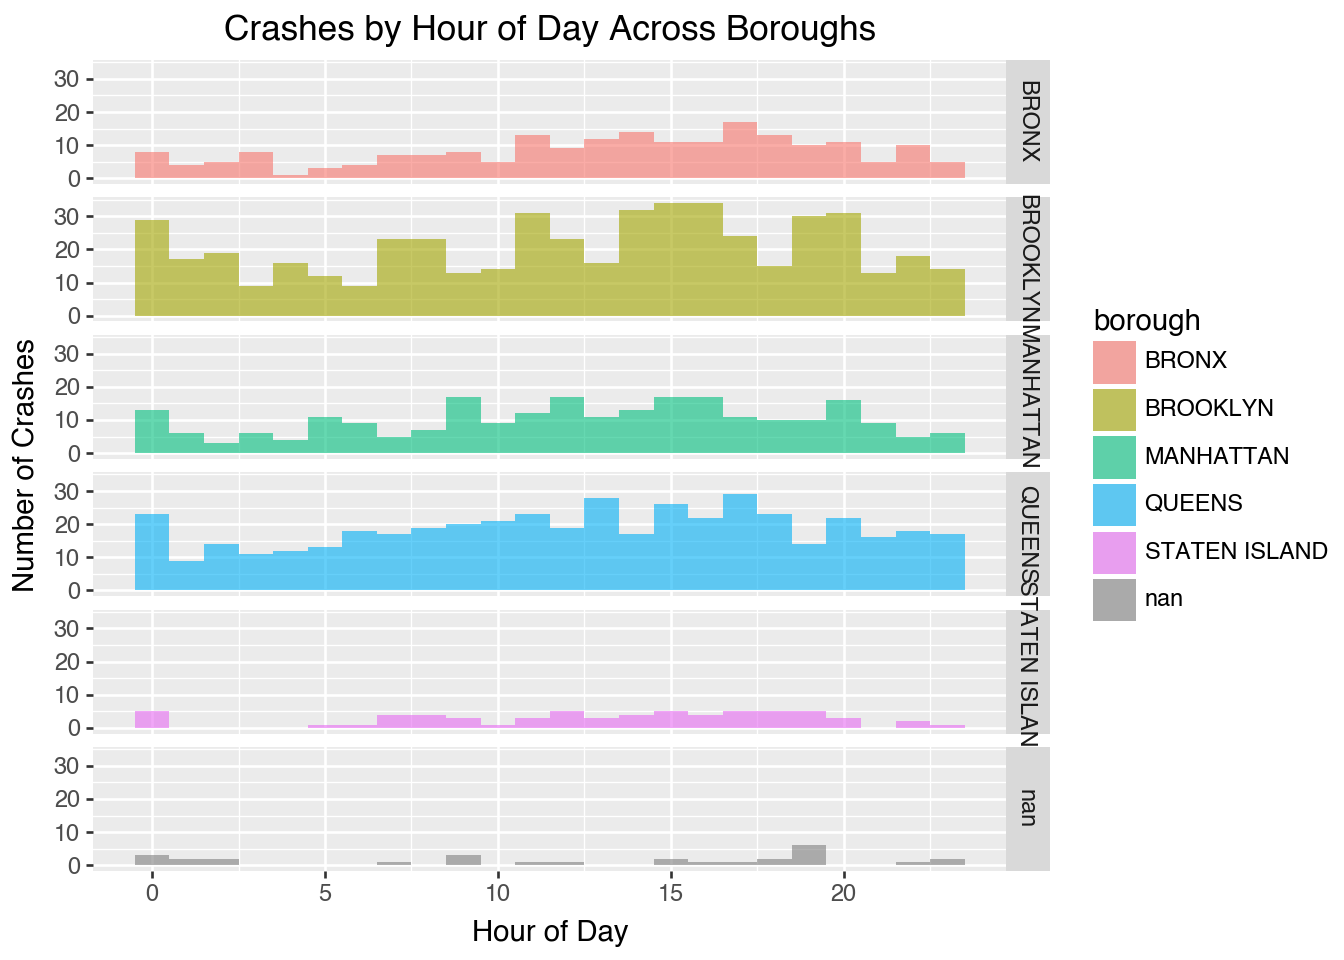 Crashes by Hour of Day Across Boroughs
Number of Crashes
30
20
10
0
BRONX
30
20
10
0
BROOKLYN
30
20
10
0
MANHATTAN
30
20
10
0
QUEENS
30
20
10
0
STATEN ISLAN
30
20
10
0
nan
0 5 10 15 20
Hour of Day
borough
BRONX
BROOKLYN
MANHATTAN
QUEENS
STATEN ISLAND
nan